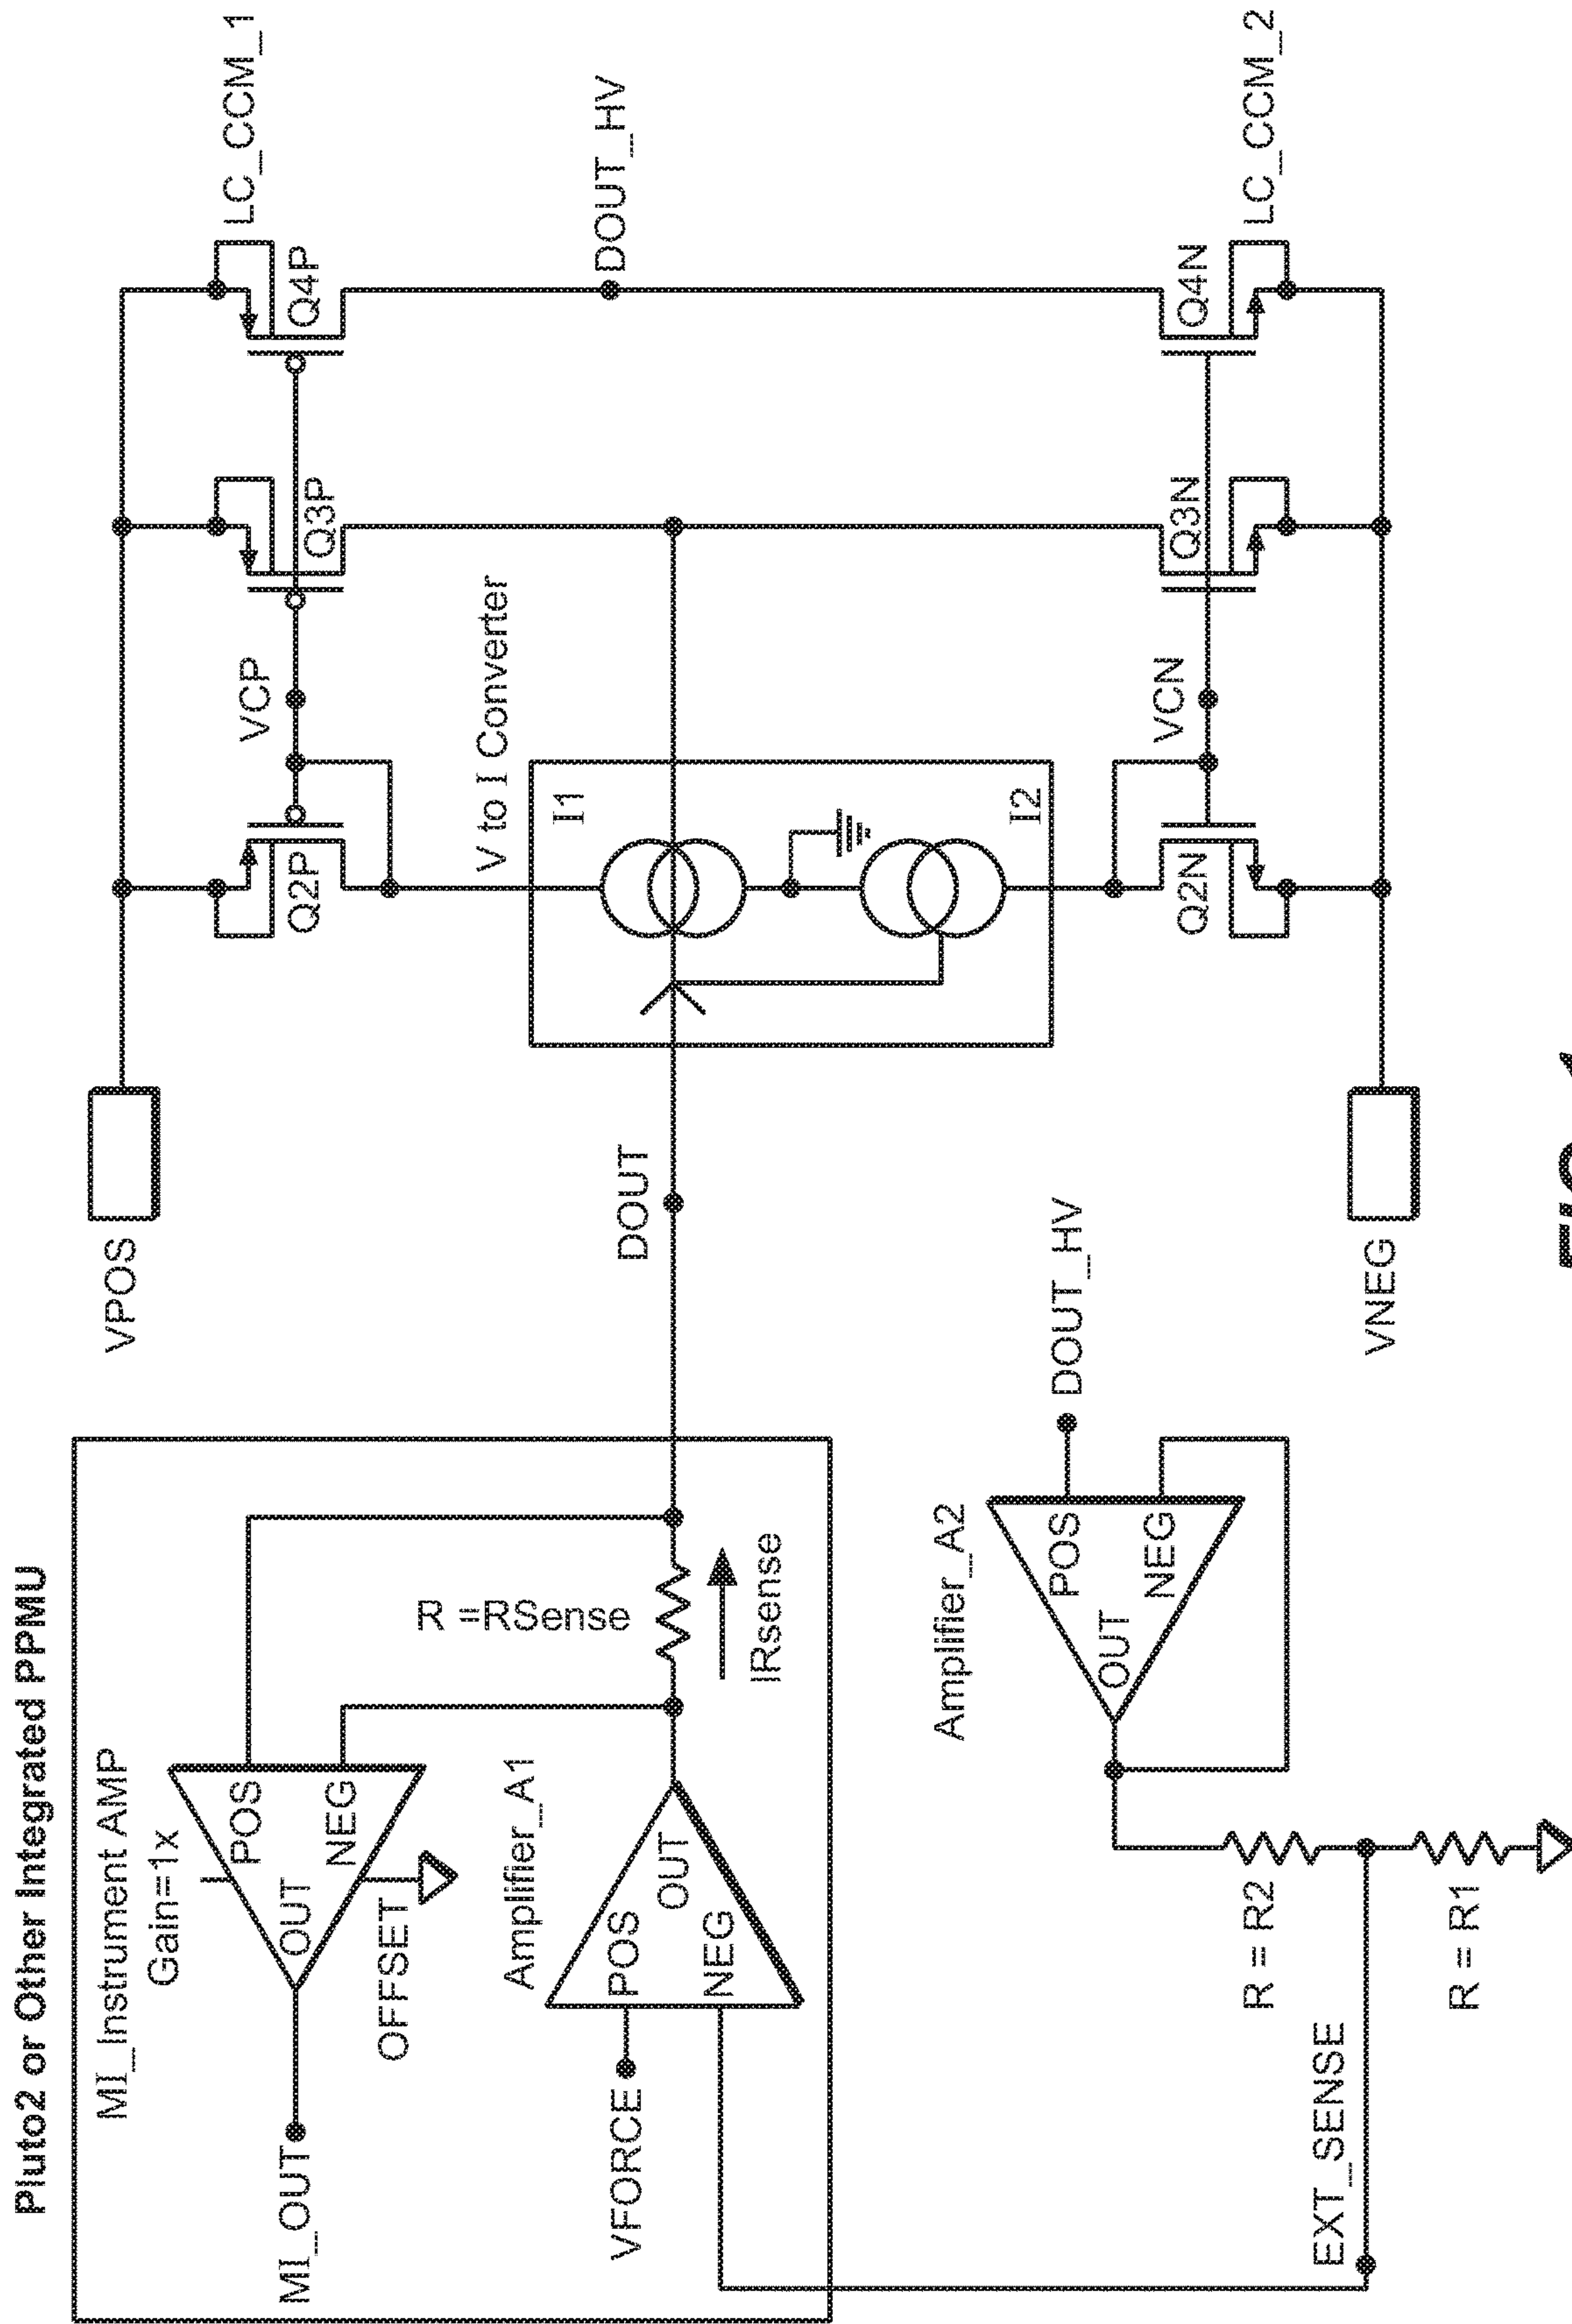 Pluto2 or Other Integrated PPMU
MI_Instrument AMP
Gain=1x
POS
NEG
OUT
MI_OUT
OFFSET
Amplifier_A1
POS
NEG
OUT
VFORCE
R =RSense
IRsense
EXT_SENSE
R = R2
R = R1
Amplifier_A2
POS
NEG
OUT
DOUT_HV
DOUT
VPOS
VNEG
V to I Converter
I1
I2
Q2P
VCP
Q3P
Q4P
LC_CCM_1
DOUT_HV
Q2N
VCN
Q3N
Q4N
LC_CCM_2